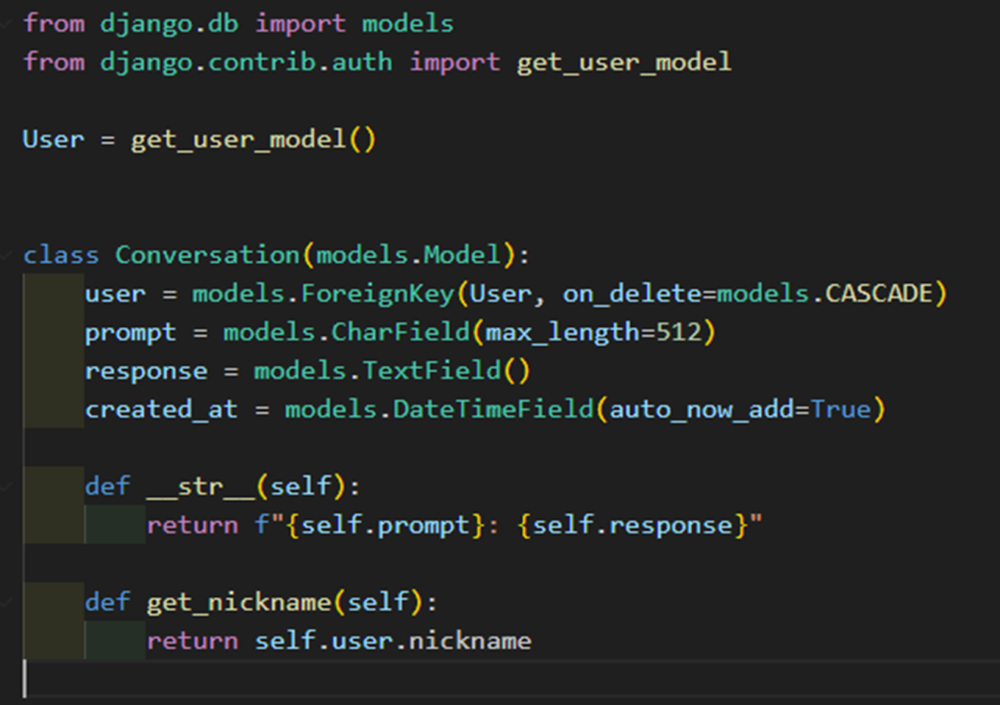 from django.db import models
from django.contrib.auth import get_user_model
User = get_user_model()
class Conversation(models.Model):
    user = models.ForeignKey(User, on_delete=models.CASCADE)
    prompt = models.CharField(max_length=512)
    response = models.TextField()
    created_at = models.DateTimeField(auto_now_add=True)
    def __str__(self):
        return f"{self.prompt}: {self.response}"
    def get_nickname(self):
        return self.user.nickname